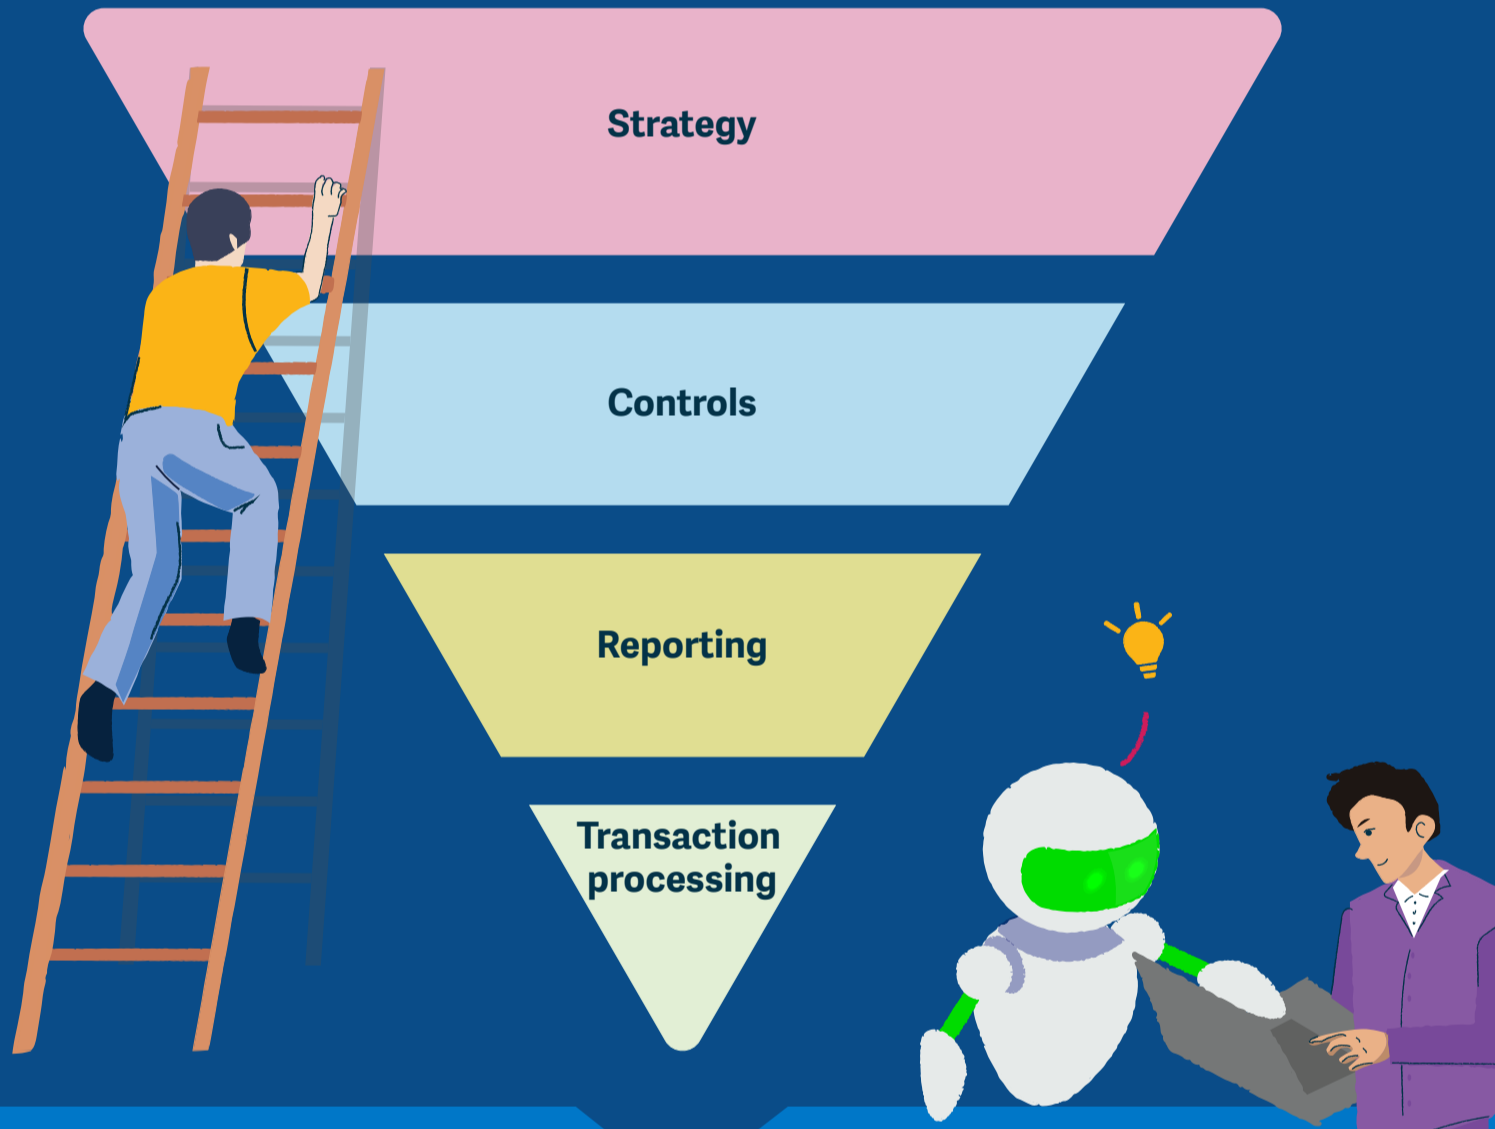 Strategy
Controls
Reporting
Transaction
processing